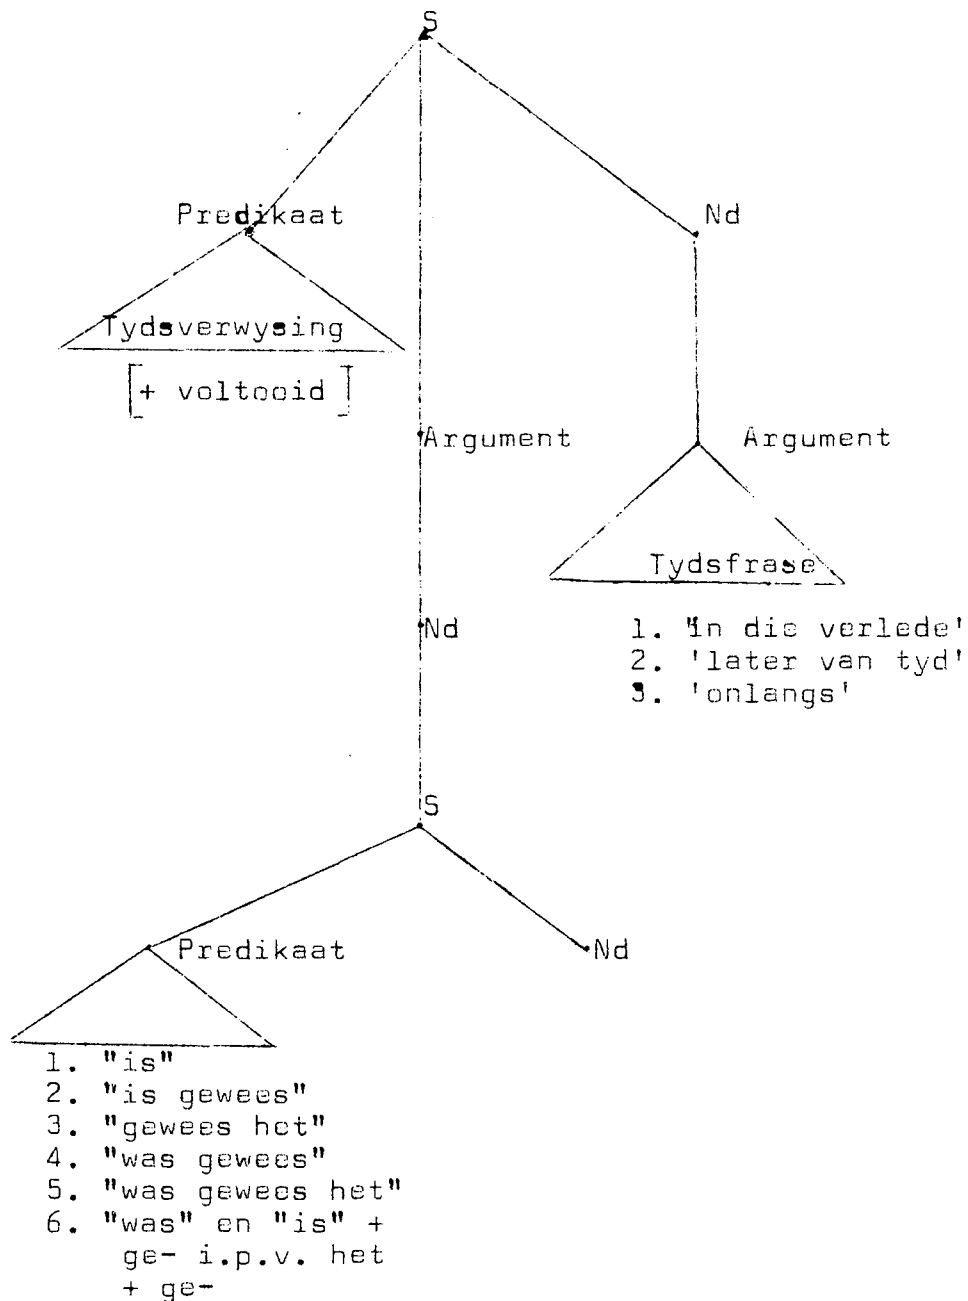 S
Predikaat
Nd
Tydsverwysing
[+ voltooid]
Argument
Argument
Tydsfrase
Nd
1. 'in die verlede'
2. 'later van tyd'
3. 'onlangs'
S
Predikaat
Nd
1. "is"
2. "is gewees"
3. "gewees het"
4. "was gewees"
5. "was gewees het"
6. "was" en "is" +
ge- i.p.v. het
+ ge-